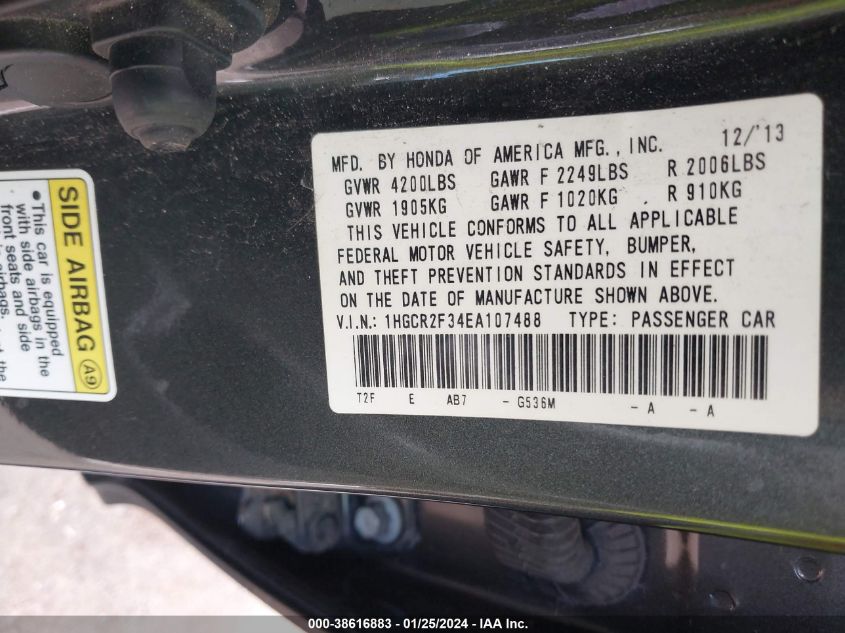 12/'13
MFD. BY HONDA OF AMERICA MFG., INC.
GVWR 4200LBS GAWR F 2249LBS R 2006LBS
GVWR 1905KG GAWR F 1020KG R 910KG
THIS VEHICLE CONFORMS TO ALL APPLICABLE
FEDERAL MOTOR VEHICLE SAFETY, BUMPER,
AND THEFT PREVENTION STANDARDS IN EFFECT
ON THE DATE OF MANUFACTURE SHOWN ABOVE.
V.I.N.: 1HGCR2F34EA107488 TYPE: PASSENGER CAR
T2F E AB7 - G536M - A - A
SIDE AIRBAG A9
• This car is equipped
with side airbags in the
front seats and side
airbags.
000-38616883 / 01/25/2024 / IAA, Inc.